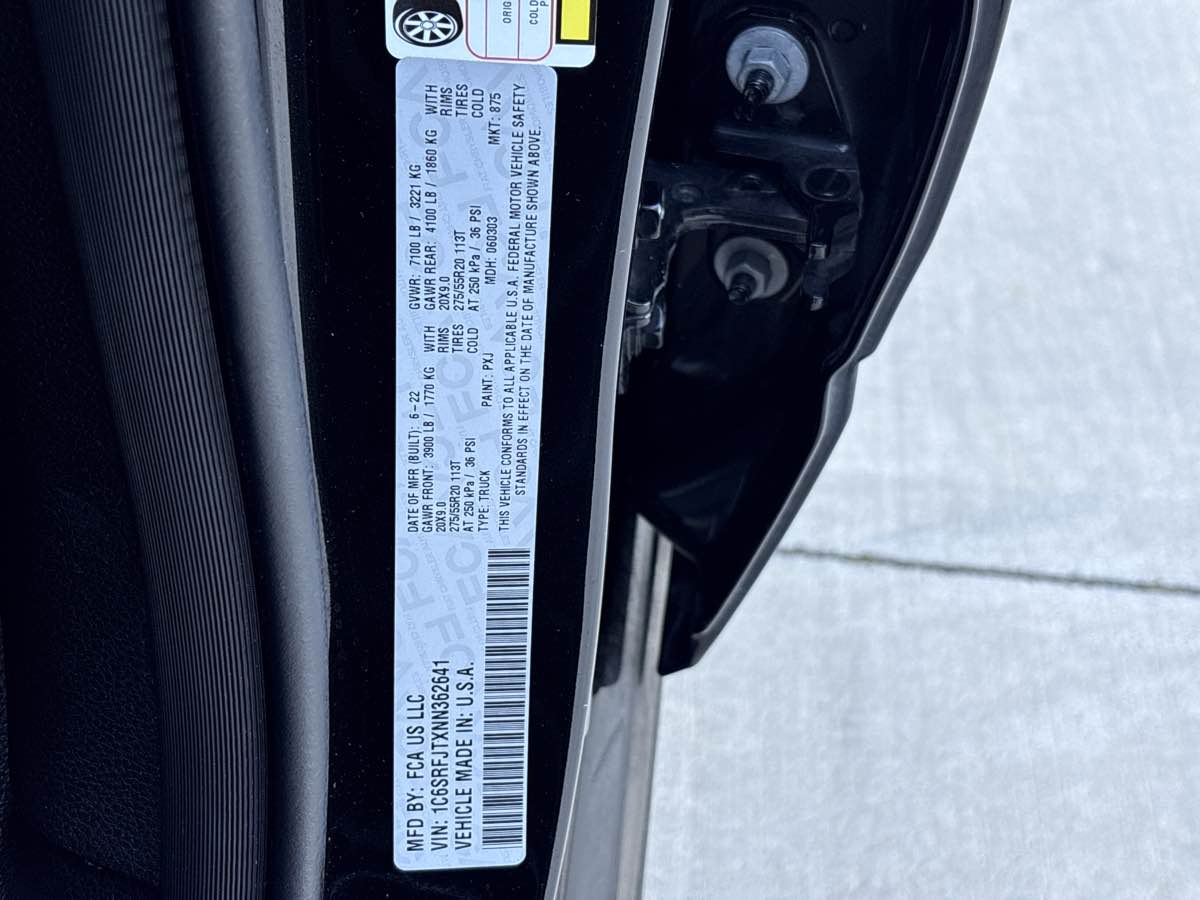 ORIG
COLD
MFD BY: FCA US LLC
VIN: 1C6SRFJTXNN362641
VEHICLE MADE IN: U.S.A.
DATE OF MFR (BUILT): 6-22 GVWR: 7100 LB / 3221 KG
GAWR FRONT: 3900 LB / 1770 KG WITH GAWR REAR: 4100 LB / 1860 KG WITH
20X9.0 RIMS 20X9.0 RIMS
275/55R20 113T TIRES 275/55R20 113T TIRES
AT 250 kPa / 36 PSI COLD AT 250 kPa / 36 PSI COLD
TYPE: TRUCK PAINT: PXJ MDH: 060303 MKT: 875
THIS VEHICLE CONFORMS TO ALL APPLICABLE U.S.A. FEDERAL MOTOR VEHICLE SAFETY
STANDARDS IN EFFECT ON THE DATE OF MANUFACTURE SHOWN ABOVE.